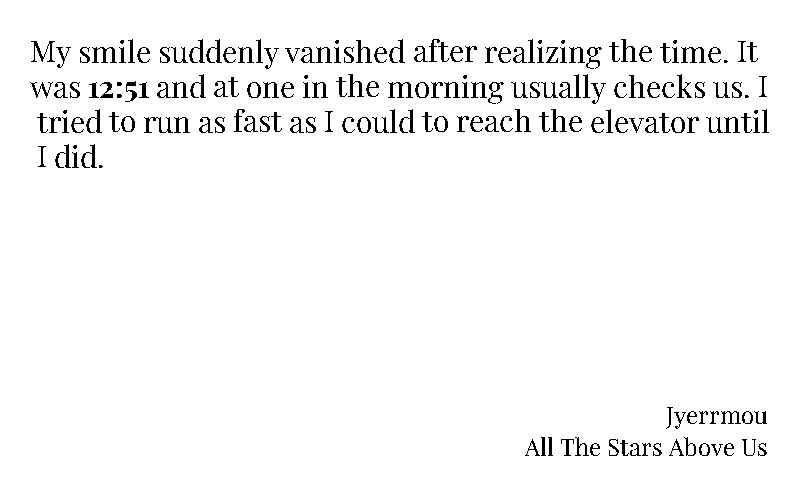 My smile suddenly vanished after realizing the time. It
was 12:51 and at one in the morning usually checks us. I
tried to run as fast as I could to reach the elevator until
I did.
Jyerrmou
All The Stars Above Us